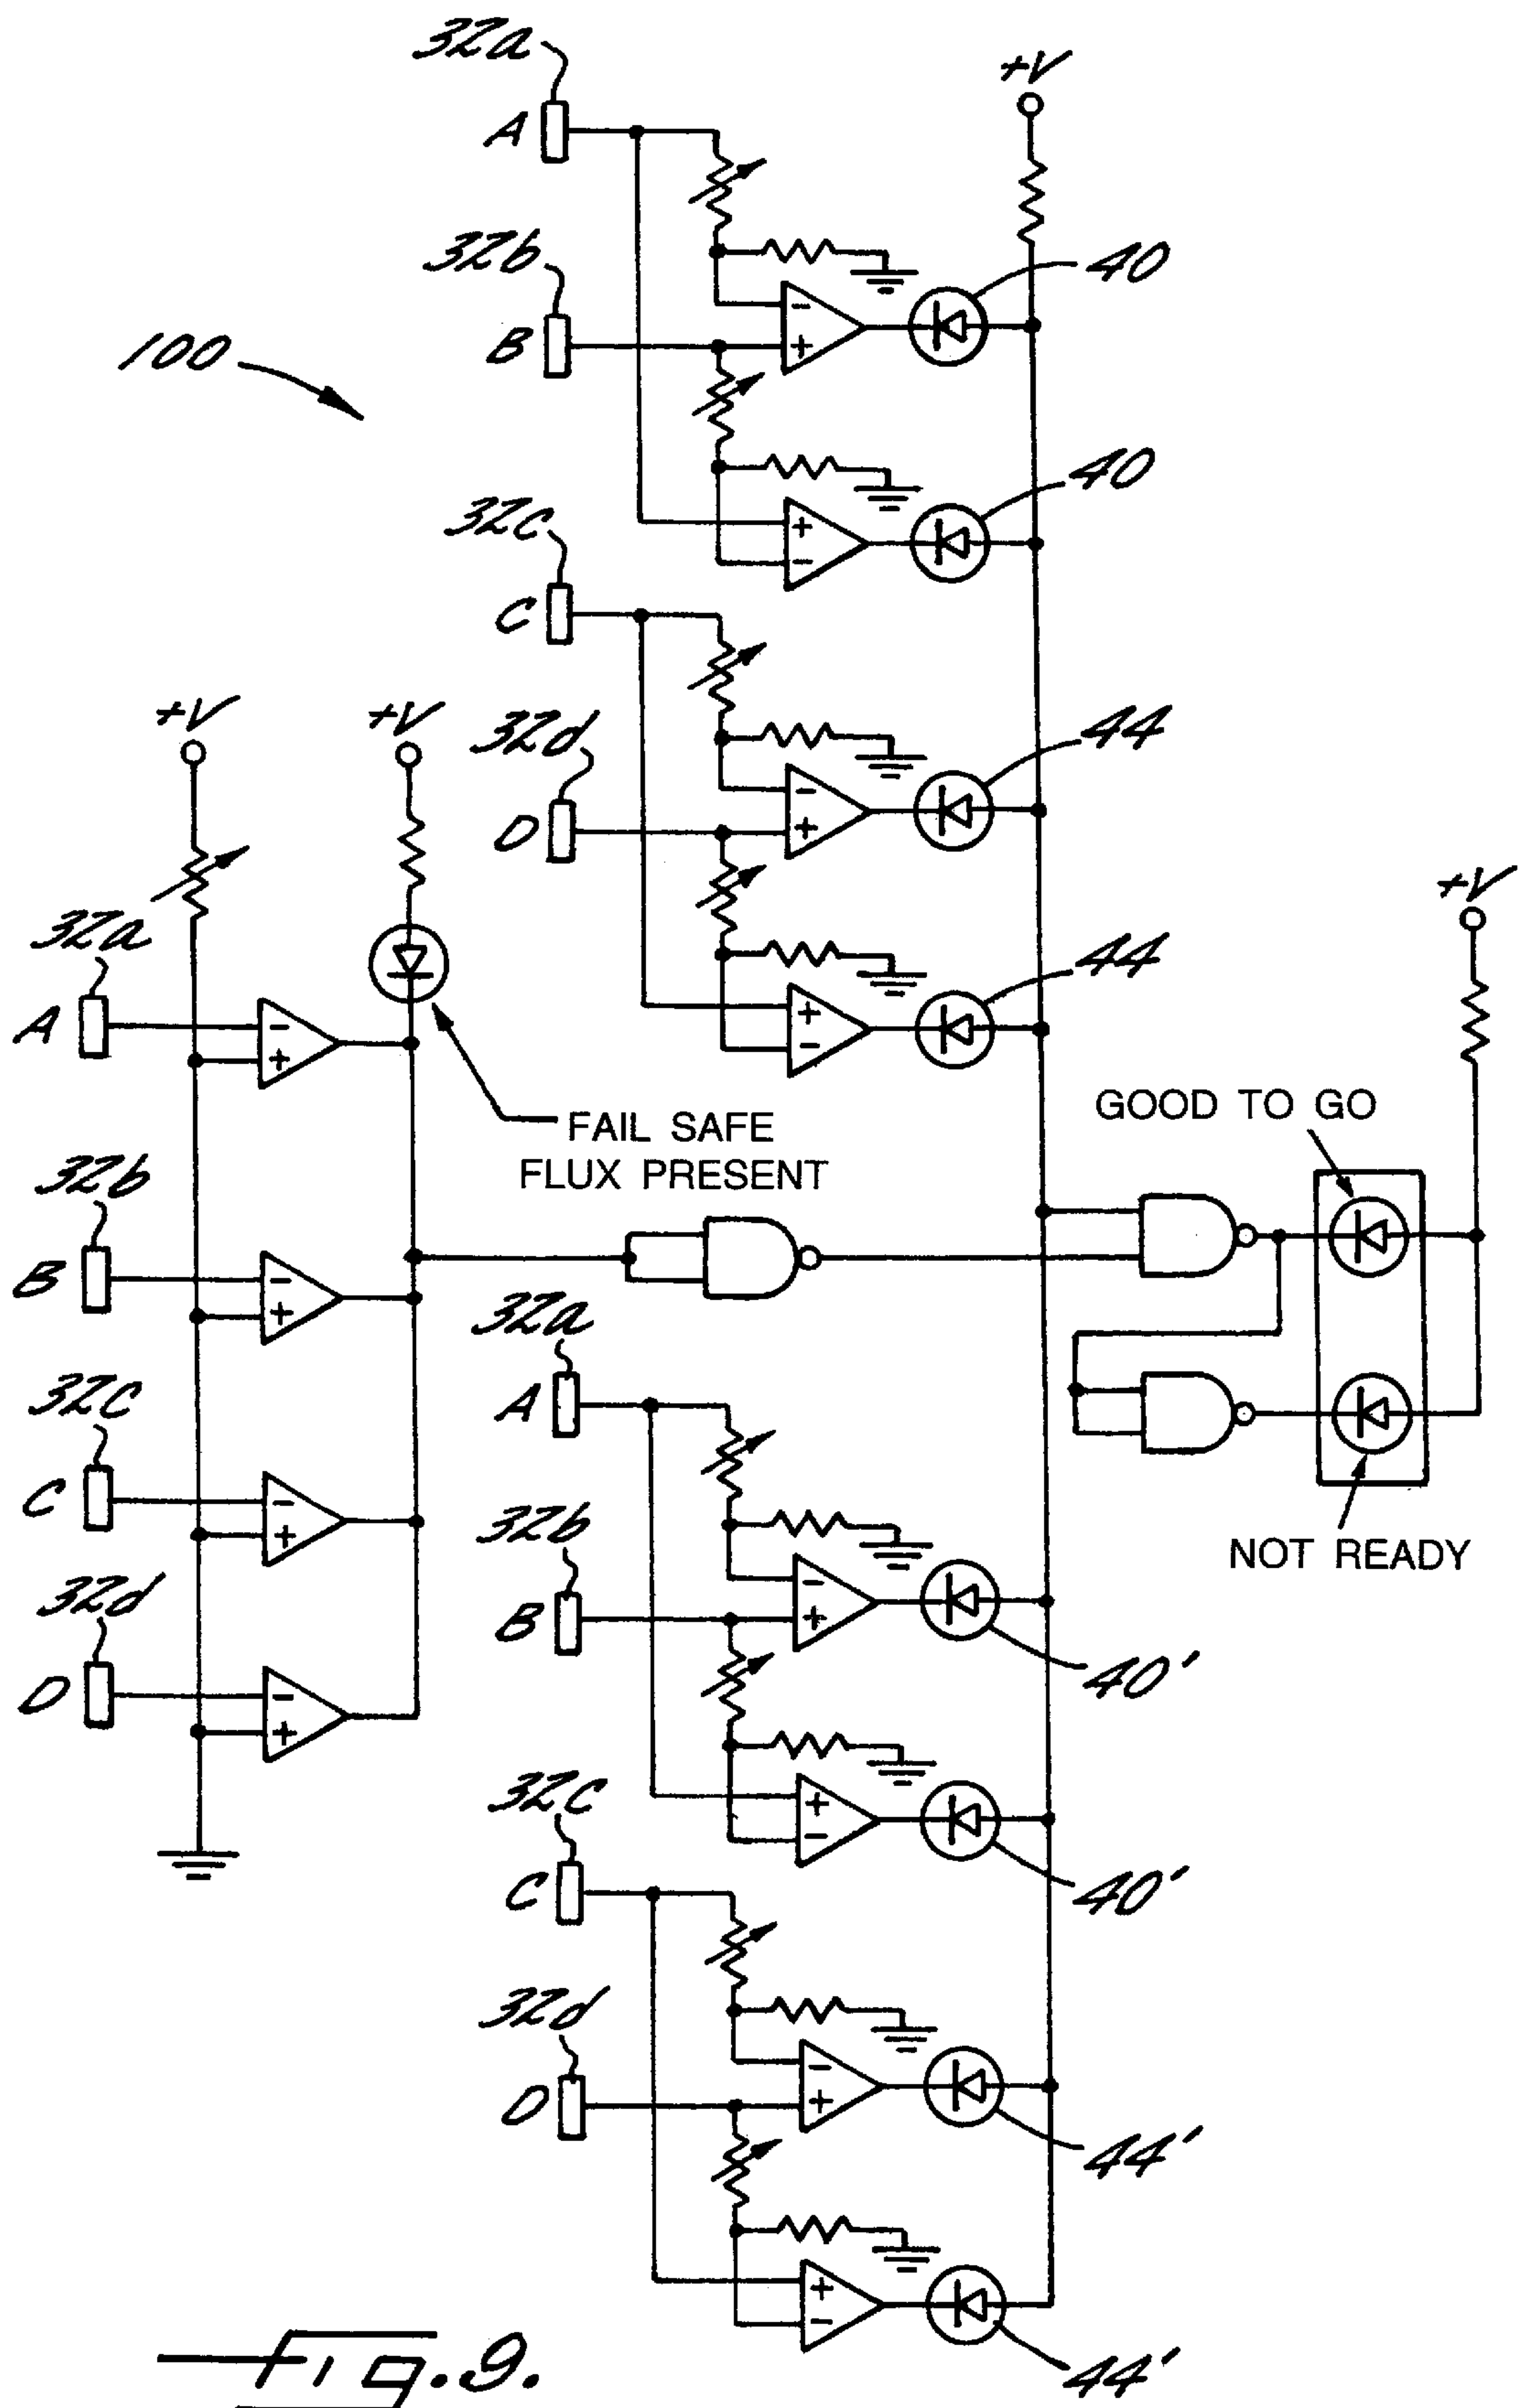 32a
+V
A
32b
40
B
100
40
32c
C
+V
+V
32d
44
D
+V
32a
44
A
GOOD TO GO
FAIL SAFE
FLUX PRESENT
32b
B
32a
A
32c
C
32b
NOT READY
B
32d
40'
D
32c
C
40'
32d
D
44'
Fig. 9.
44'
- + + - - + + - - + - + - + - + - + + - - + + -